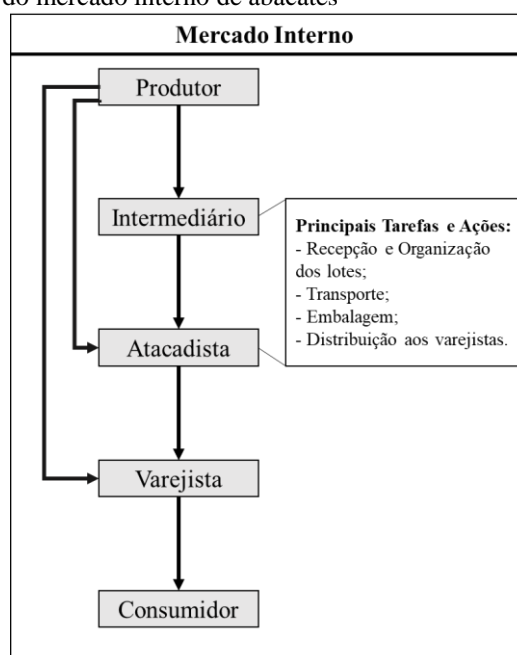 do mercado interno de abacates
Mercado Interno
Produtor
Intermediário
Principais Tarefas e Ações:
- Recepção e Organização
dos lotes;
- Transporte;
- Embalagem;
- Distribuição aos varejistas.
Atacadista
Varejista
Consumidor